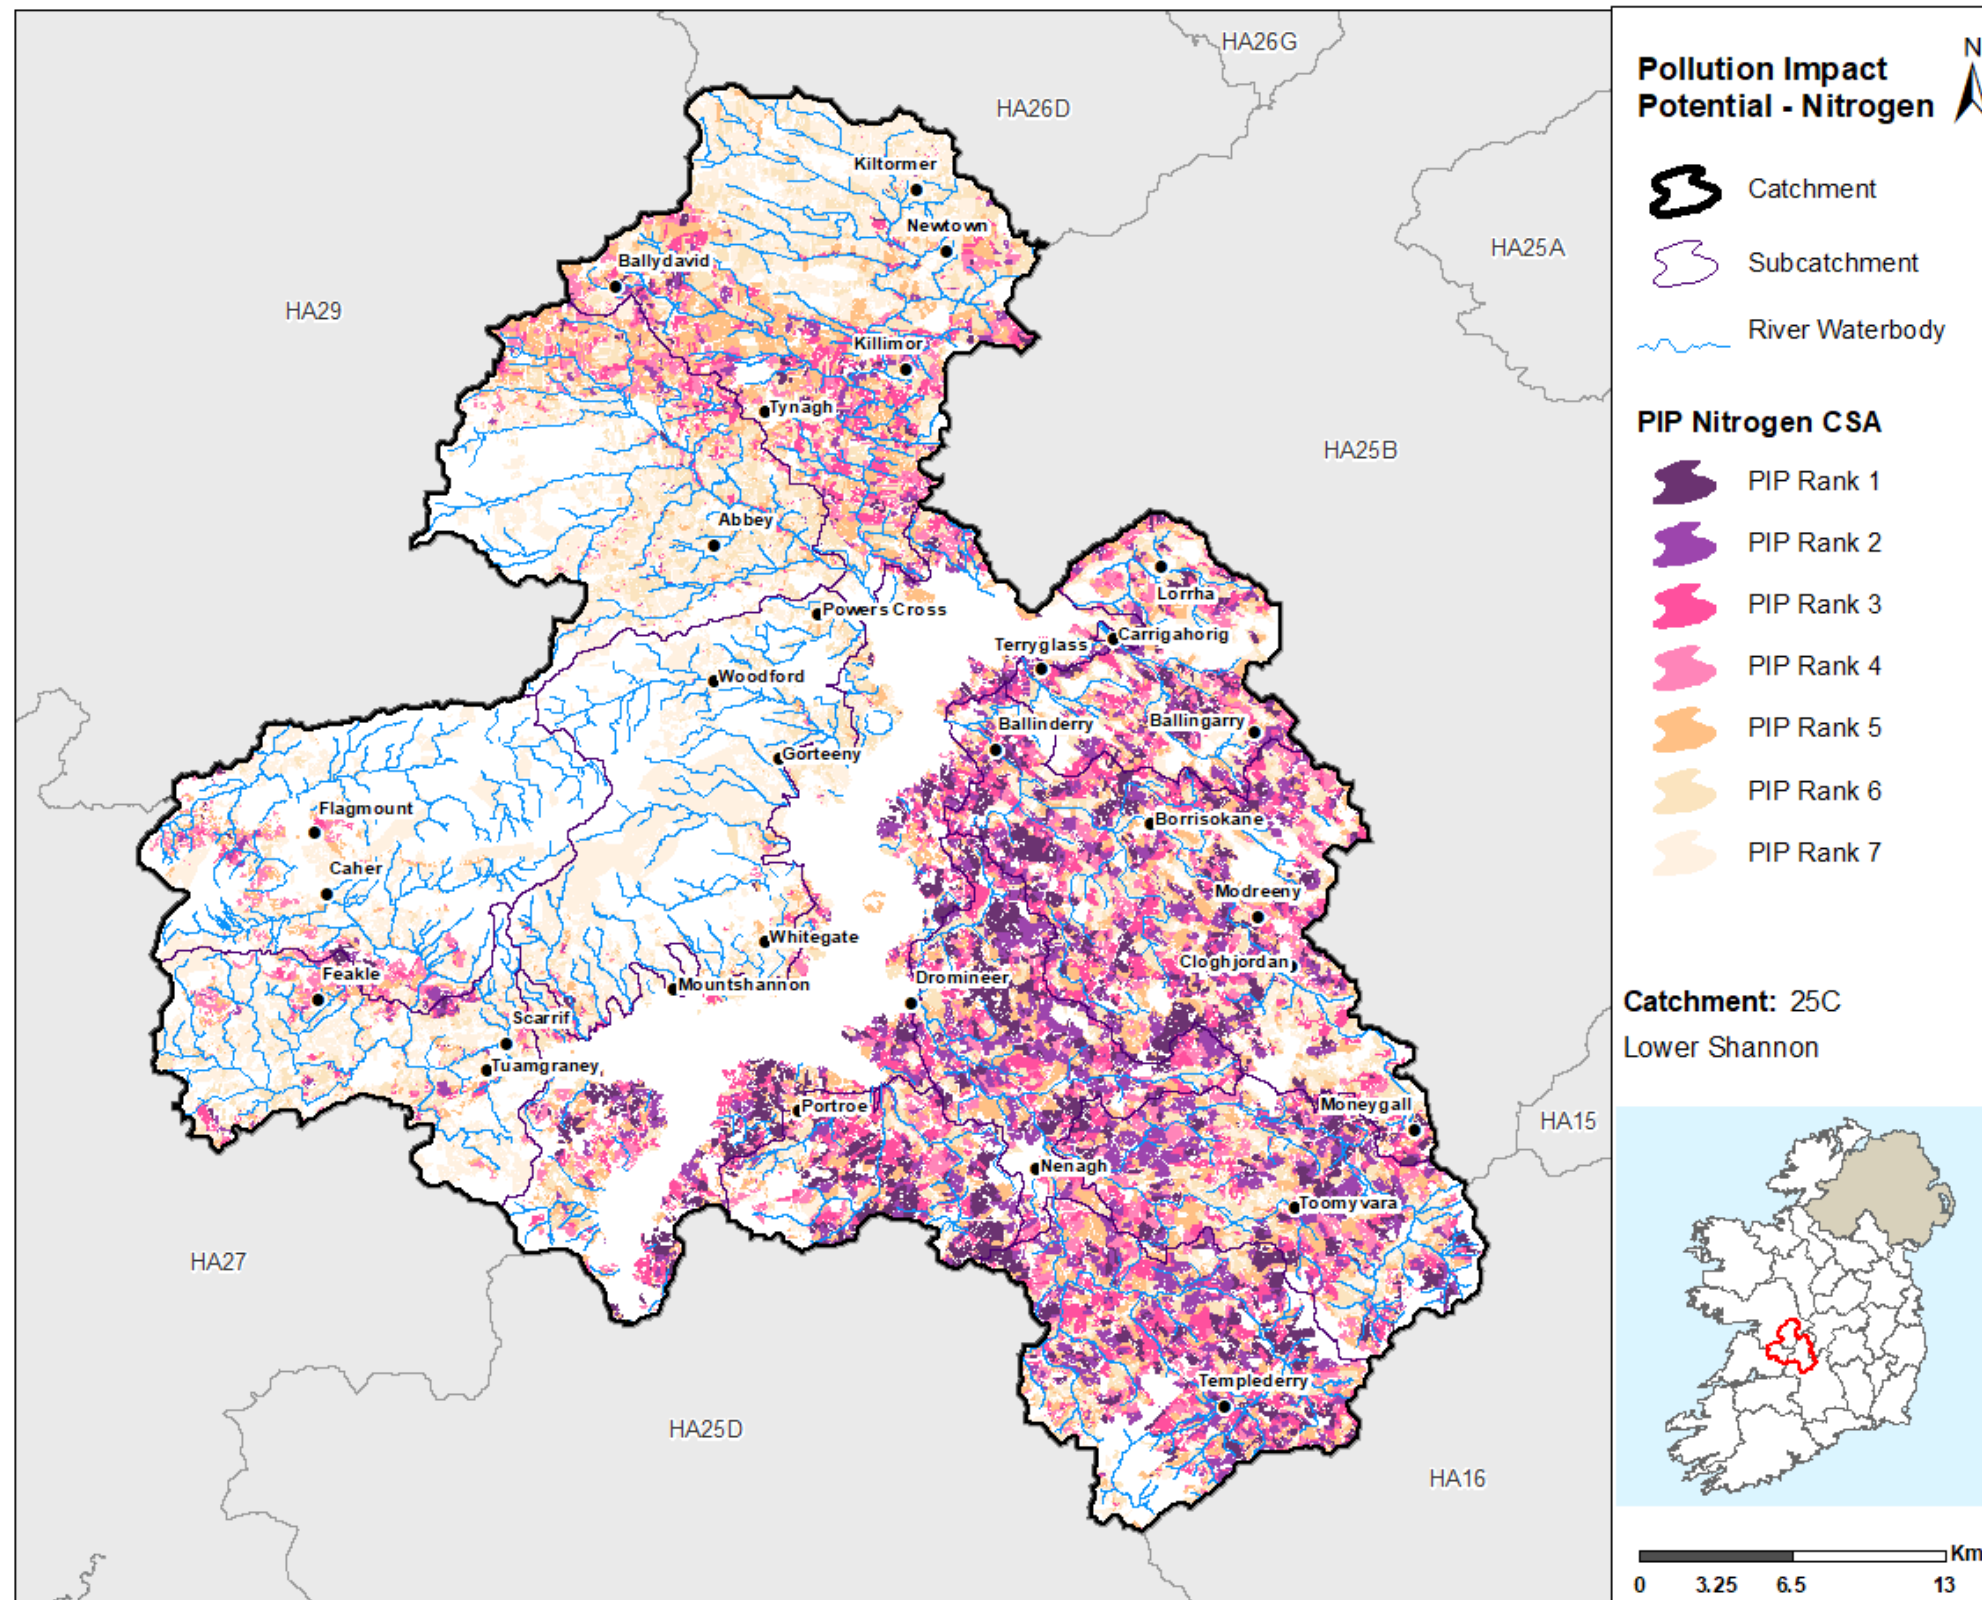 HA26G
HA26D
HA25A
HA29
HA25B
HA15
HA27
HA25D
HA16
Kiltormer
Newtown
Ballydavid
Killimor
Tynagh
Abbey
Lorrha
Powers Cross
Carrigahorig
Terryglass
Woodford
Ballinderry
Ballingarry
Gorteeny
Flagmount
Borrisokane
Caher
Modreeny
Whitegate
Cloghjordan
Feakle
Dromineer
Mountshannon
Scarrif
Tuamgraney
Portroe
Moneygall
Nenagh
Toomyvara
Templederry
Pollution Impact
Potential - Nitrogen
N
Catchment
Subcatchment
River Waterbody
PIP Nitrogen CSA
PIP Rank 1
PIP Rank 2
PIP Rank 3
PIP Rank 4
PIP Rank 5
PIP Rank 6
PIP Rank 7
Catchment: 25C
Lower Shannon
Km
0 3.25 6.5 13